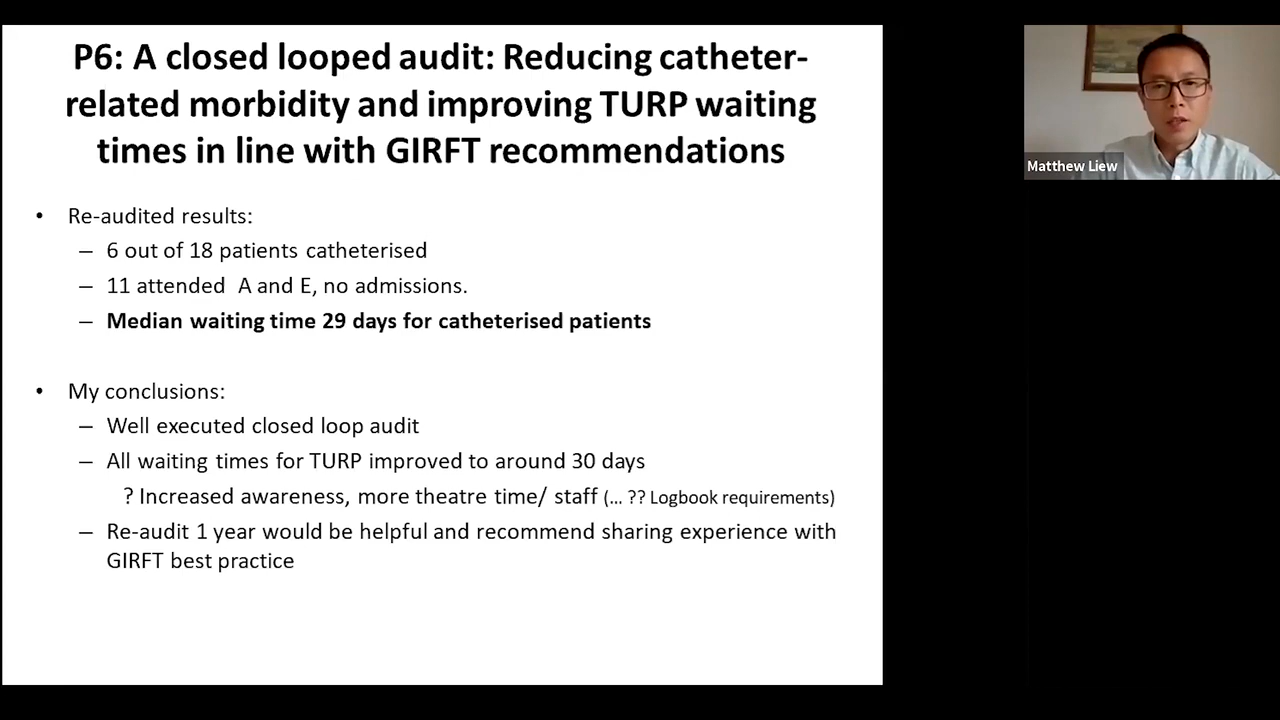 P6: A closed looped audit: Reducing catheter-
related morbidity and improving TURP waiting
times in line with GIRFT recommendations
• Re-audited results:
– 6 out of 18 patients catheterised
– 11 attended A and E, no admissions.
– Median waiting time 29 days for catheterised patients
• My conclusions:
– Well executed closed loop audit
– All waiting times for TURP improved to around 30 days
? Increased awareness, more theatre time/ staff (... ?? Logbook requirements)
– Re-audit 1 year would be helpful and recommend sharing experience with
GIRFT best practice
Matthew Liew